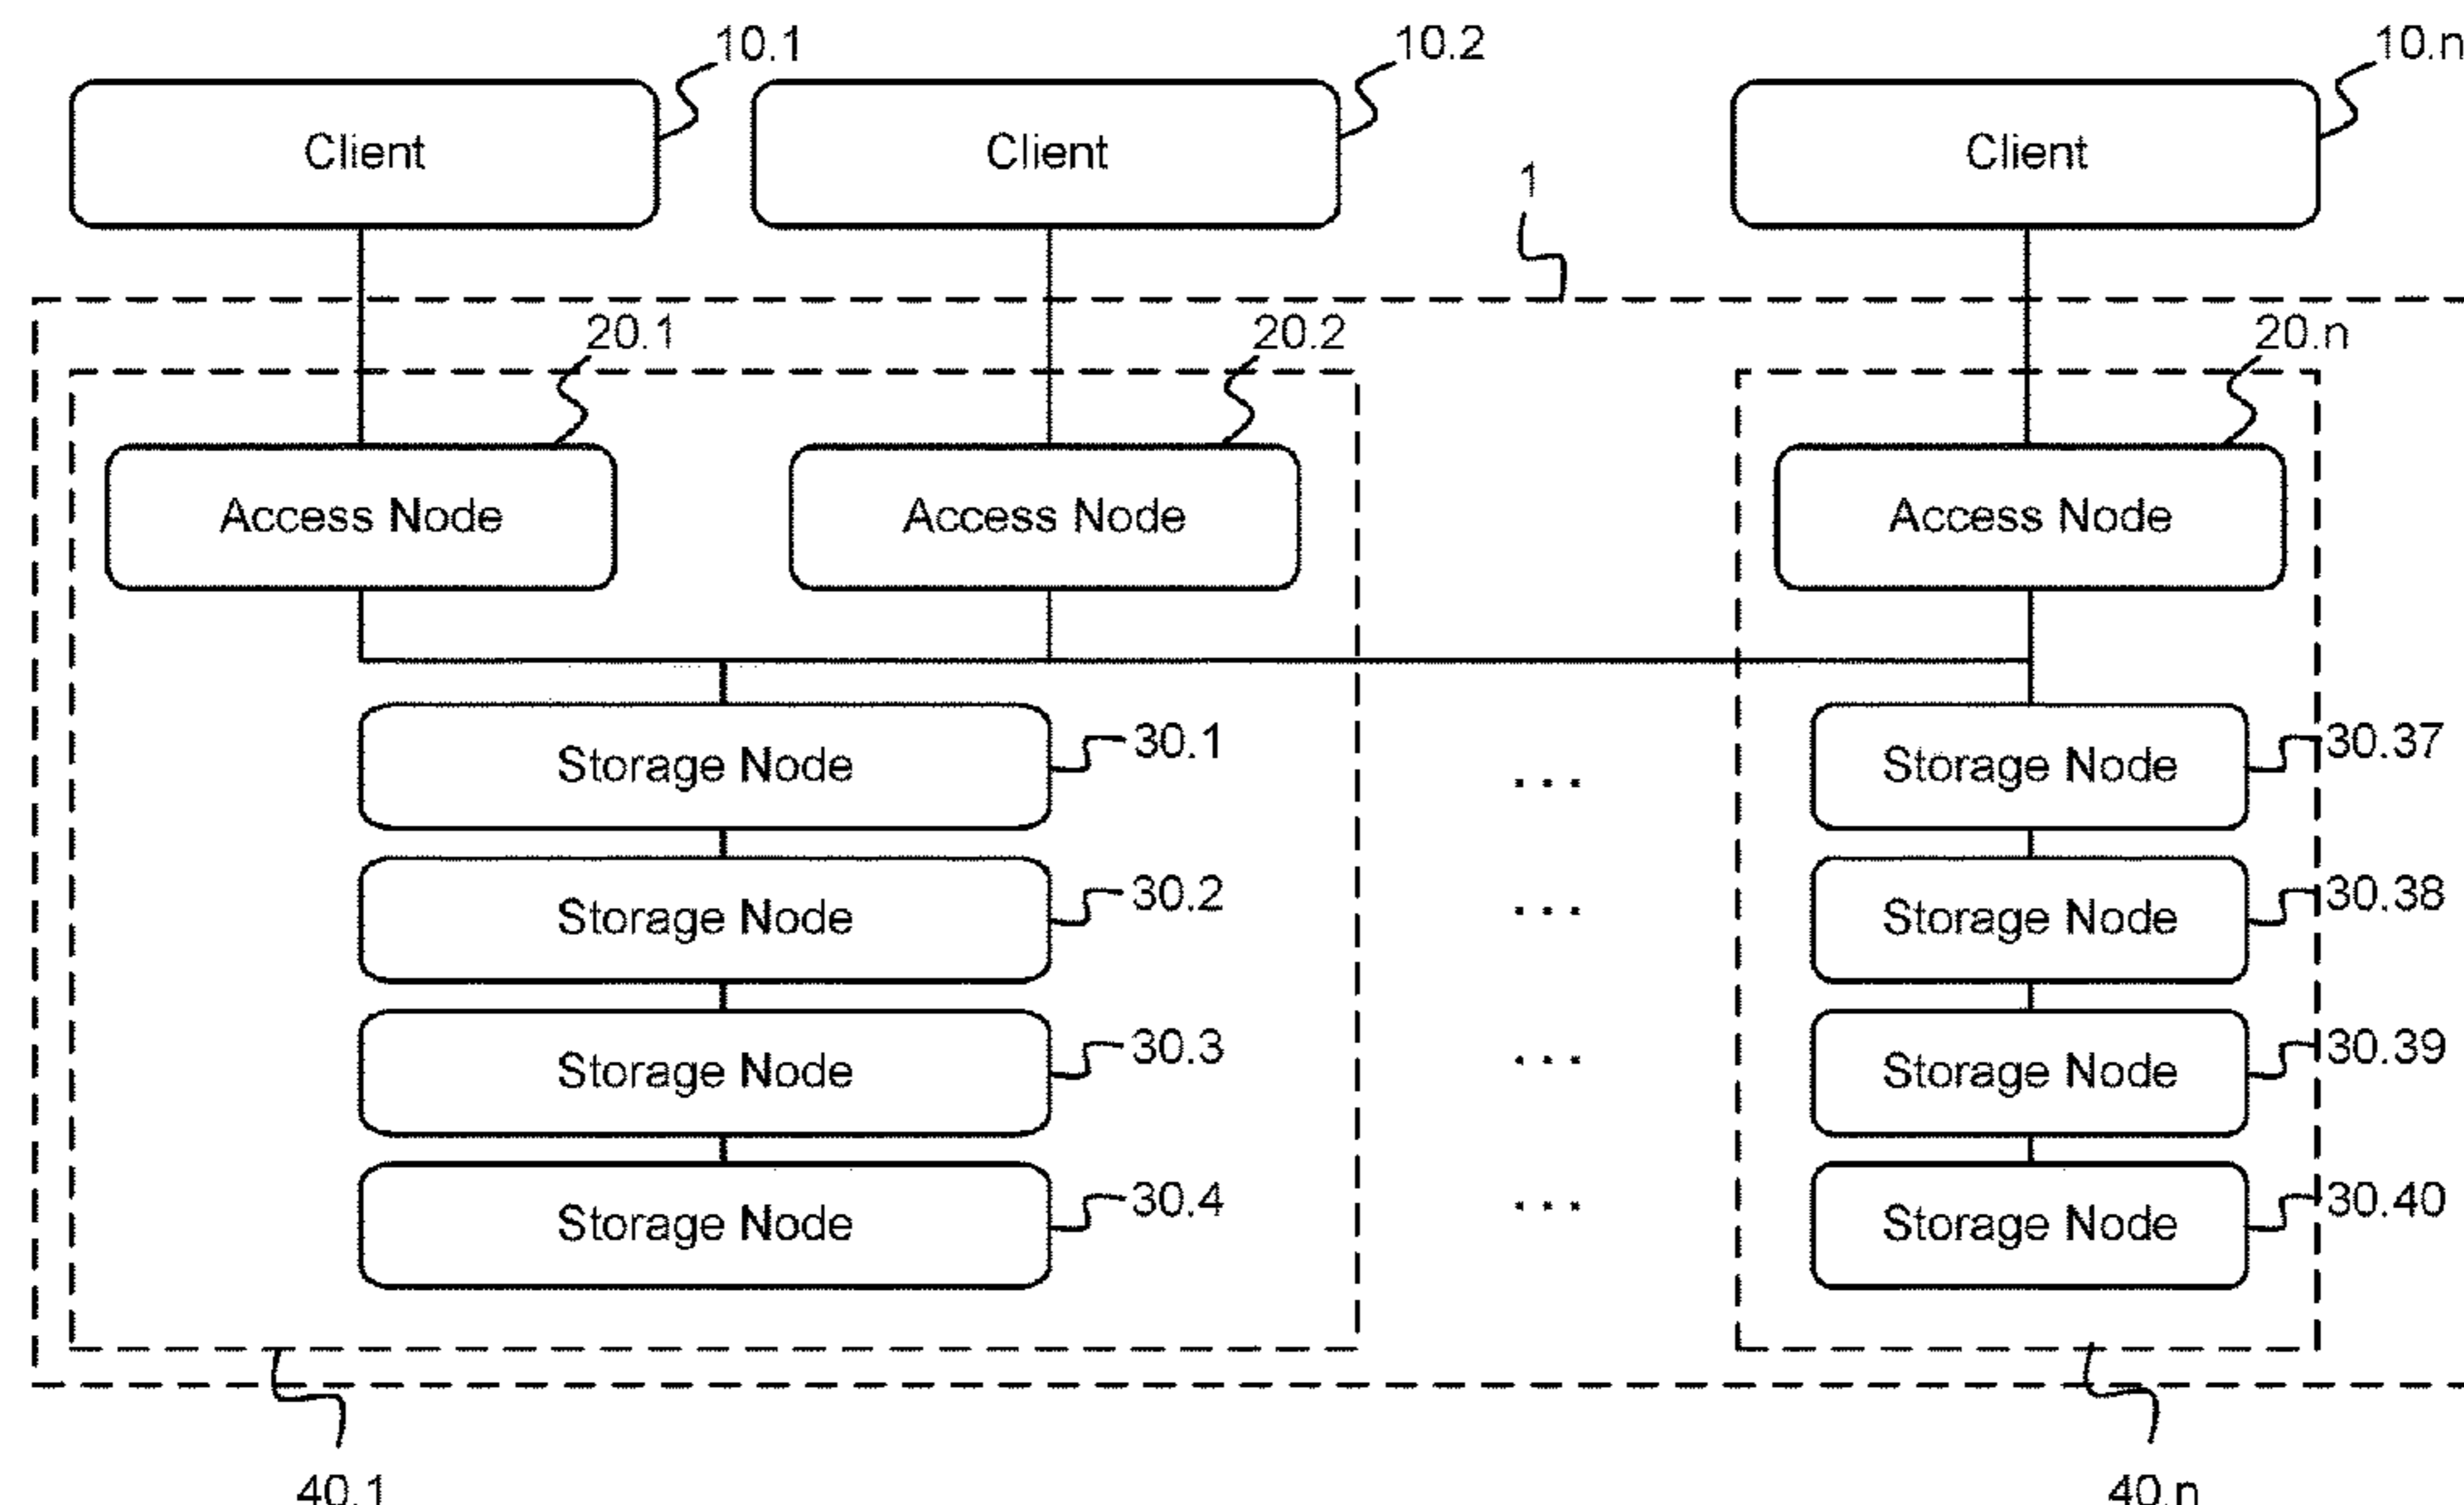 10.1
10.2
10.n
Client
Client
Client
1
20.1
20.2
20.n
Access Node
Access Node
Access Node
Storage Node
30.1
...
Storage Node
30.37
Storage Node
30.2
...
Storage Node
30.38
Storage Node
30.3
...
Storage Node
30.39
Storage Node
30.4
...
Storage Node
30.40
40.1
40.n